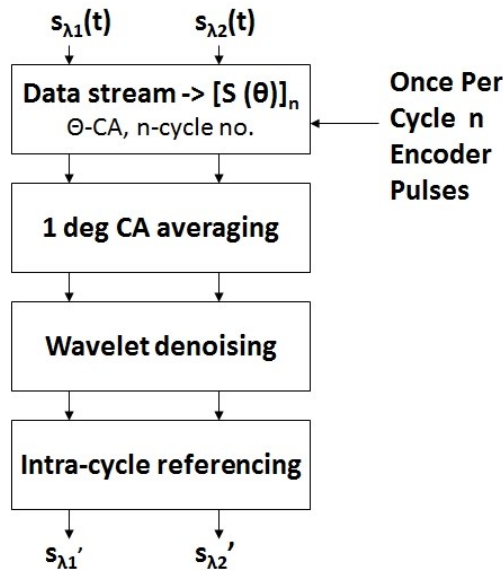 sλ1(t) sλ2(t)
Data stream -> [S (θ)]n
Θ-CA, n-cycle no.
Once Per
Cycle n
Encoder
Pulses
1 deg CA averaging
Wavelet denoising
Intra-cycle referencing
sλ1' sλ2'